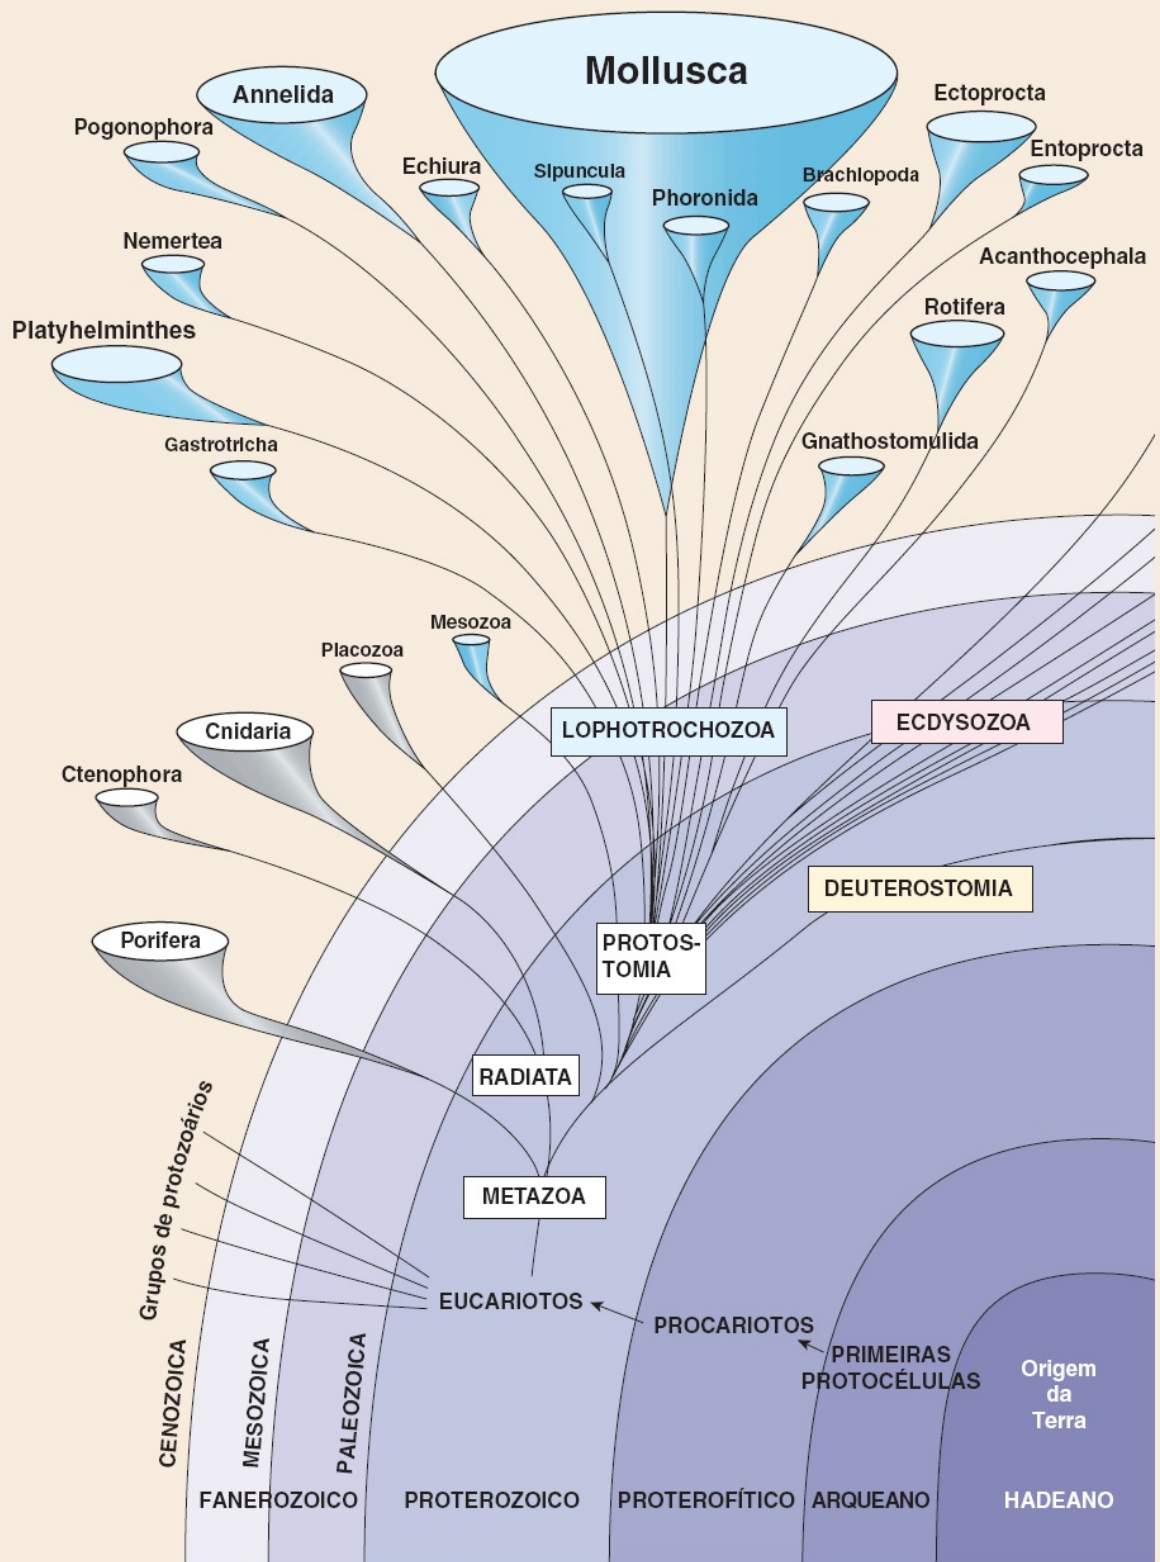 Mollusca
Annelida
Ectoprocta
Pogonophora
Entoprocta
Echiura
SIpuncula
BrachIopoda
Phoronida
Nemertea
Acanthocephala
Rotifera
Platyhelminthes
GastrotrIcha
Gnathostomulida
Mesozoa
Placozoa
Cnidaria
LOPHOTROCHOZOA
ECDYSOZOA
Ctenophora
DEUTEROSTOMIA
Porifera
PROTOS-
TOMIA
RADIATA
METAZOA
Grupos de protozoários
EUCARIOTOS
PROCARIOTOS
PRIMEIRAS
PROTOCÉLULAS
Origem
da
Terra
CENOZOICA
MESOZOICA
PALEOZOICA
FANEROZOICO
PROTEROZOICO
PROTEROFÍTICO
ARQUEANO
HADEANO